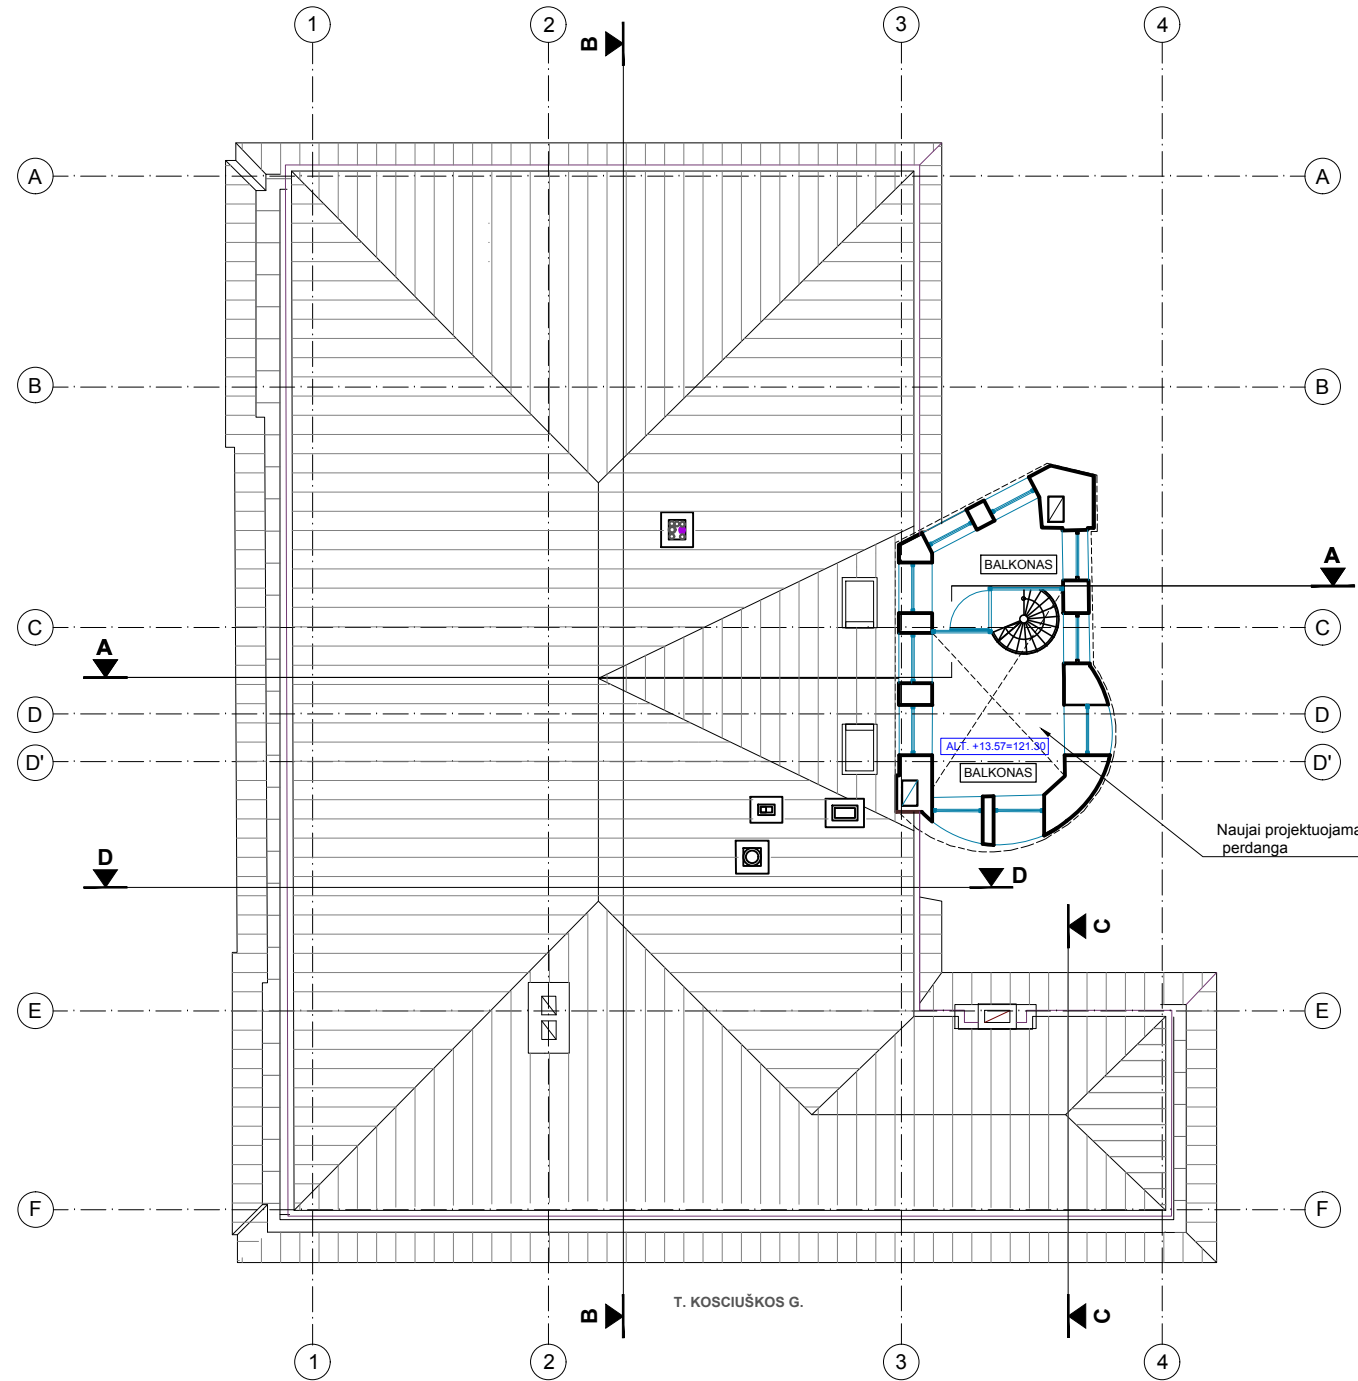 1 2 3 4
B
A A
B B
BALKONAS
A
C C
A
D D
ALT. +13.57=121.30
D' D'
BALKONAS
Naujai projektuojama
perdanga
D D
C
E E
F F
T. KOSCIUŠKOS G.
B C
1 2 3 4